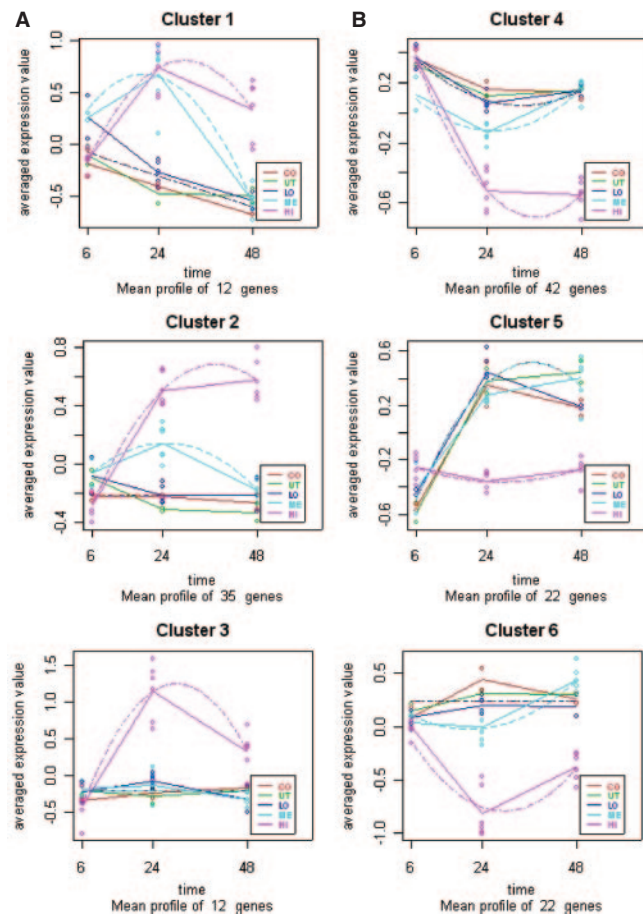 A
Cluster 1
averaged expression value
1.0
0.5
0.0
-0.5
CO
UT
LO
ME
HI
6 24 48
time
Mean profile of 12 genes
B
Cluster 4
averaged expression value
0.2
-0.2
-0.6
CO
UT
LO
ME
HI
6 24 48
time
Mean profile of 42 genes
Cluster 2
averaged expression value
0.8
0.4
0.0
-0.4
CO
UT
LO
ME
HI
6 24 48
time
Mean profile of 35 genes
Cluster 5
averaged expression value
0.6
0.2
-0.2
-0.6
CO
UT
LO
ME
HI
6 24 48
time
Mean profile of 22 genes
Cluster 3
averaged expression value
1.5
1.0
0.5
0.0
-0.5
CO
UT
LO
ME
HI
6 24 48
time
Mean profile of 12 genes
Cluster 6
averaged expression value
0.5
0.0
-0.5
-1.0
CO
UT
LO
ME
HI
6 24 48
time
Mean profile of 22 genes